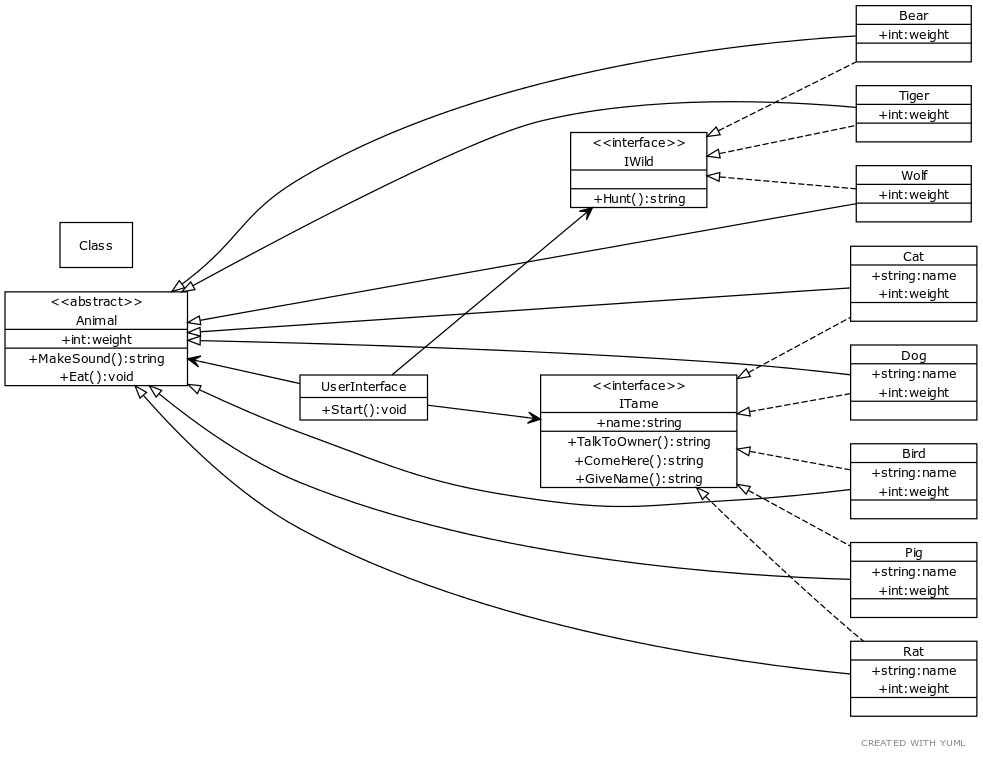 Class
<<abstract>>
Animal
+int:weight
+MakeSound():string
+Eat():void
UserInterface
+Start():void
<<interface>>
IWild
+Hunt():string
<<interface>>
ITame
+name:string
+TalkToOwner():string
+ComeHere():string
+GiveName():string
Bear
+int:weight
Tiger
+int:weight
Wolf
+int:weight
Cat
+string:name
+int:weight
Dog
+string:name
+int:weight
Bird
+string:name
+int:weight
Pig
+string:name
+int:weight
Rat
+string:name
+int:weight
CREATED WITH YUML